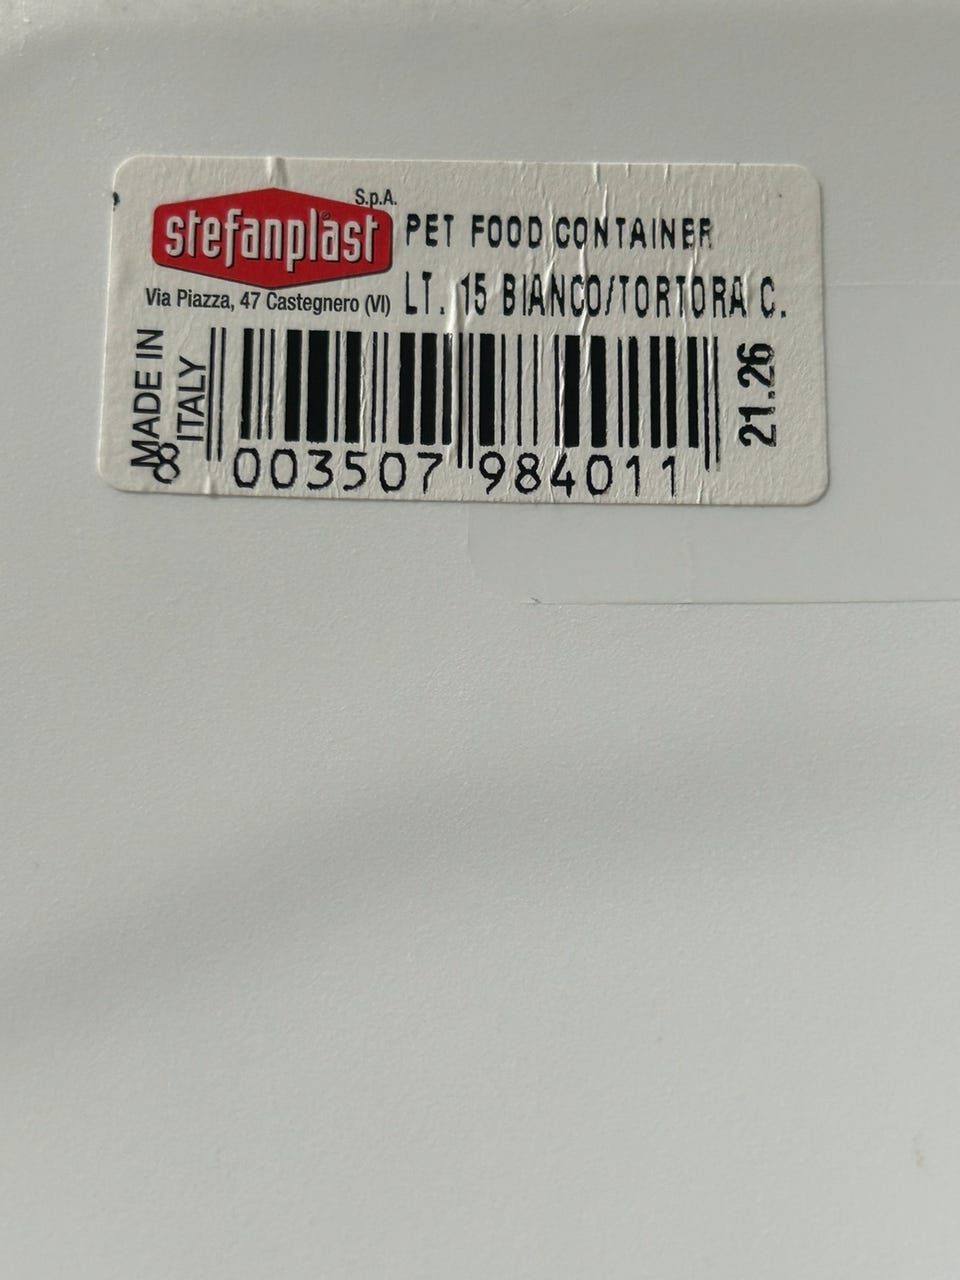 S.p.A.
stefanplast®
Via Piazza, 47 Castegnero (VI)
PET FOOD CONTAINER
LT. 15 BIANCO/TORTORA C.
MADE IN
ITALY
8 003507 984011
21.26